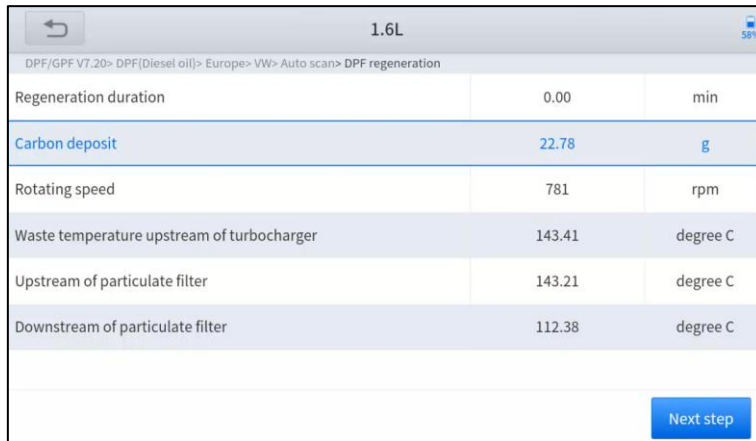 1.6L
58%
DPF/GPF V7.20> DPF(Diesel oil)> Europe> VW> Auto scan> DPF regeneration
Regeneration duration 0.00 min
Carbon deposit 22.78 g
Rotating speed 781 rpm
Waste temperature upstream of turbocharger 143.41 degree C
Upstream of particulate filter 143.21 degree C
Downstream of particulate filter 112.38 degree C
Next step